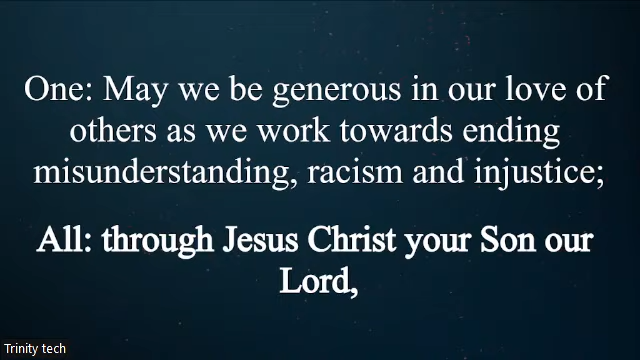 One: May we be generous in our love of
others as we work towards ending
misunderstanding, racism and injustice;
All: through Jesus Christ your Son our
Lord,
Trinity tech